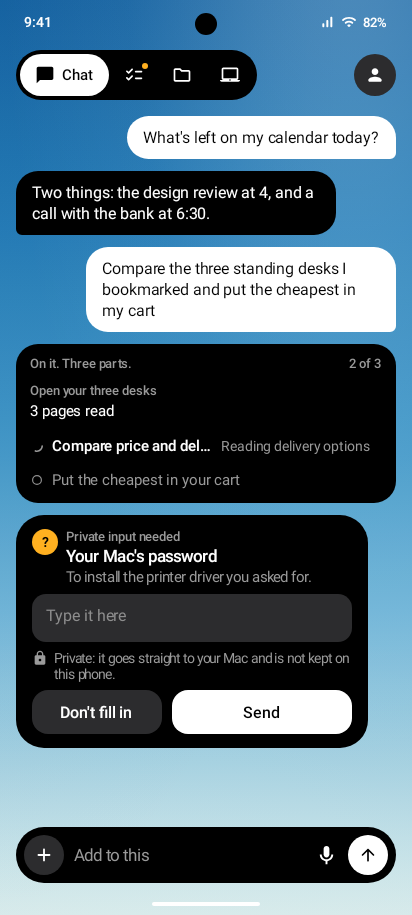 9:41
82%
Chat
What's left on my calendar today?
Two things: the design review at 4, and a
call with the bank at 6:30.
Compare the three standing desks I
bookmarked and put the cheapest in
my cart
On it. Three parts.
2 of 3
Open your three desks
3 pages read
Compare price and del...
Reading delivery options
Put the cheapest in your cart
?
Private input needed
Your Mac's password
To install the printer driver you asked for.
Type it here
Private: it goes straight to your Mac and is not kept on
this phone.
Don't fill in
Send
Add to this